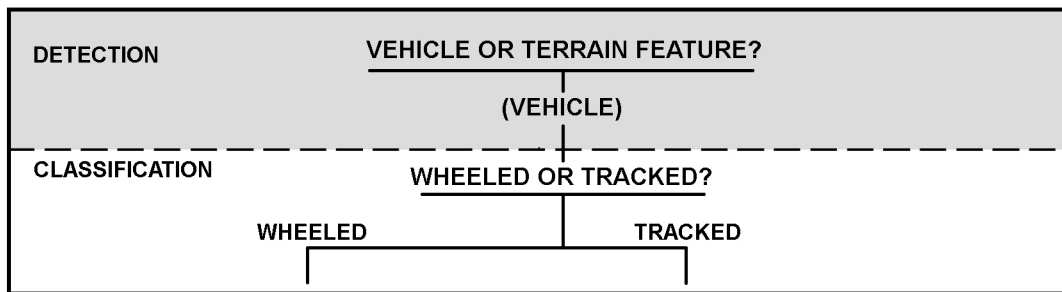 DETECTION
VEHICLE OR TERRAIN FEATURE?
(VEHICLE)
CLASSIFICATION
WHEELED OR TRACKED?
WHEELED
TRACKED